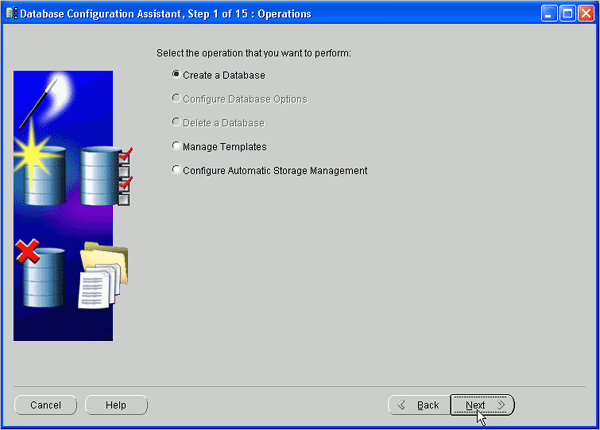 Database Configuration Assistant, Step 1 of 15 : Operations
Select the operation that you want to perform:
Create a Database
Configure Database Options
Delete a Database
Manage Templates
Configure Automatic Storage Management
Cancel
Help
Back
Next